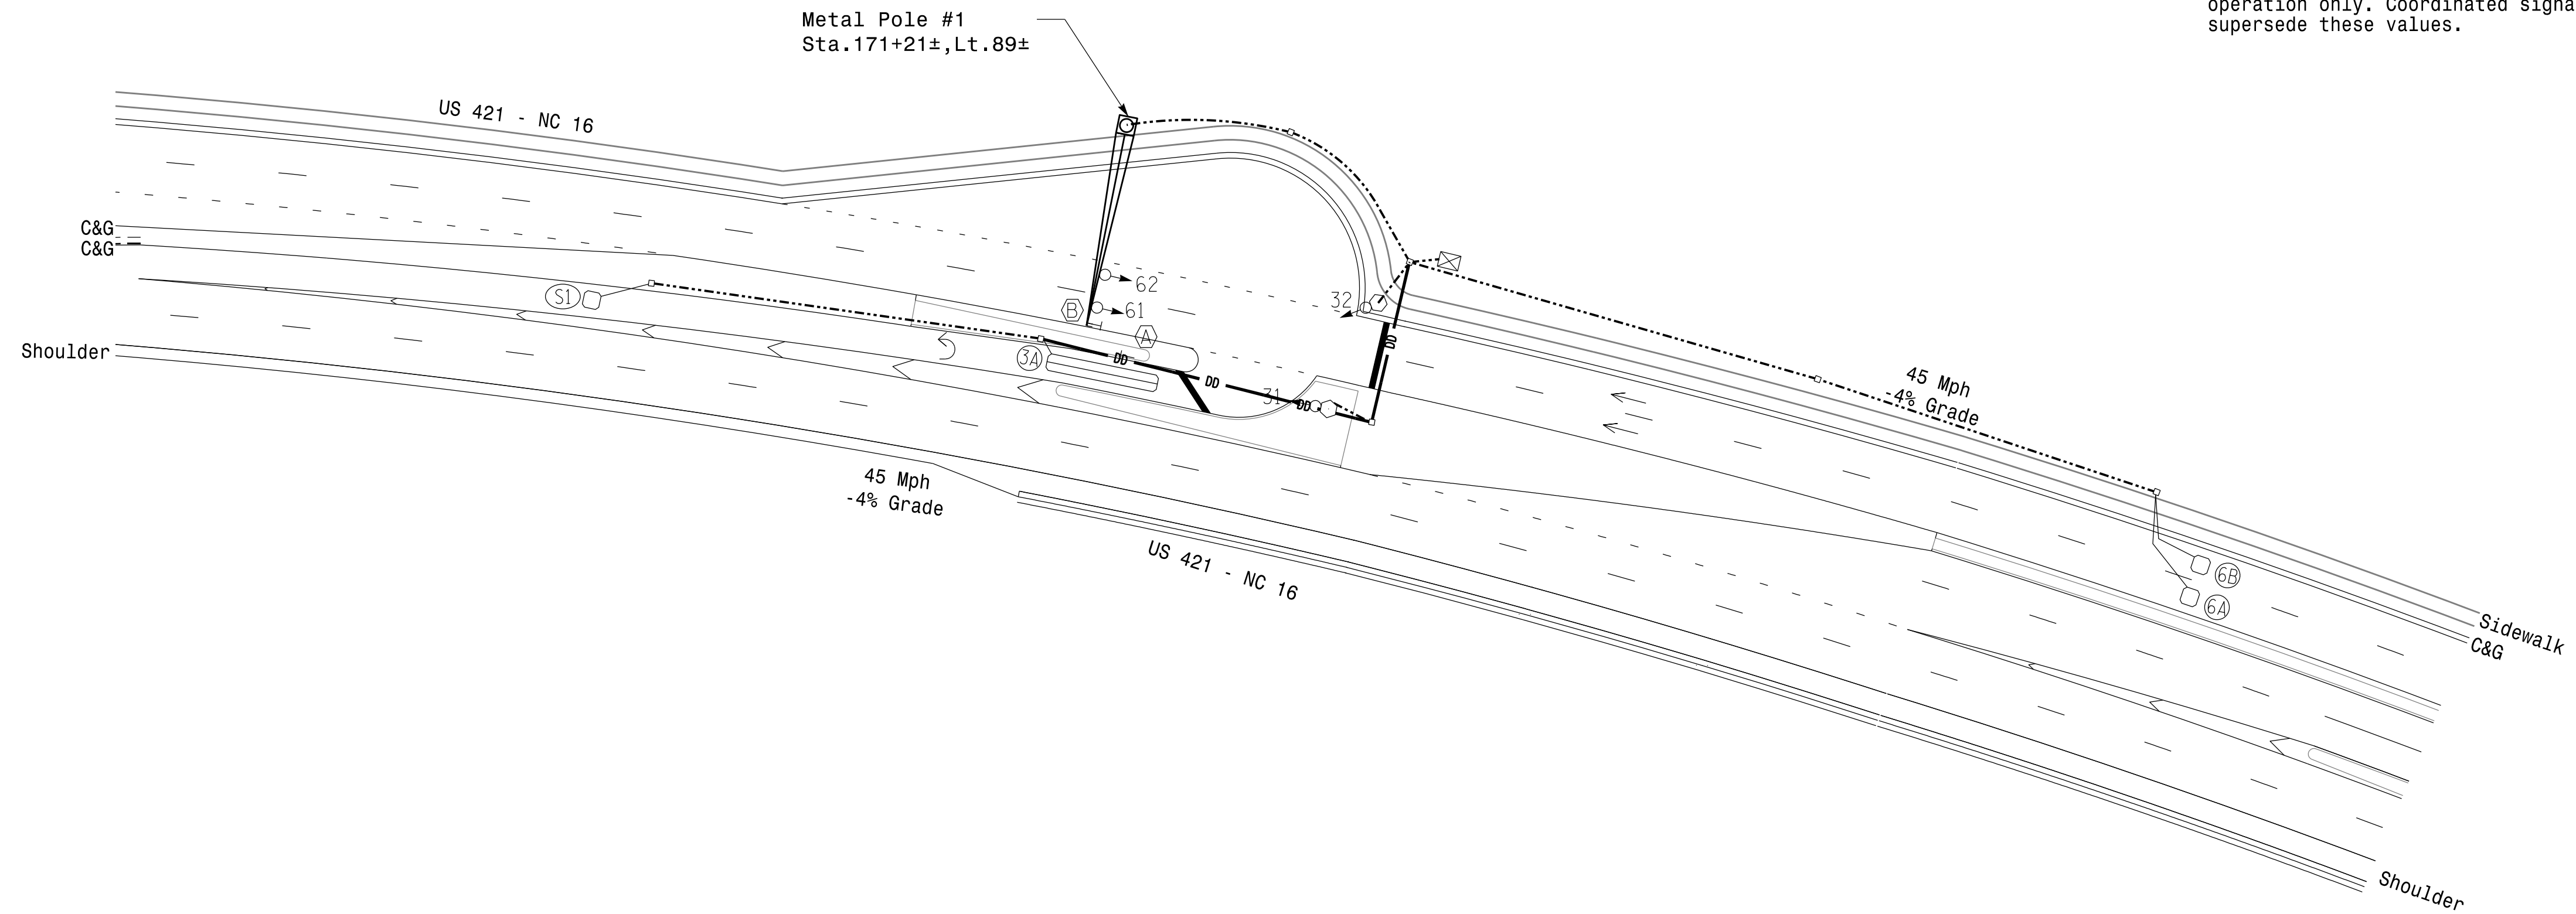 operation only. Coordinated signa
supersede these values.
Metal Pole #1
Sta.171+21±,Lt.89±
US 421 - NC 16
C&G
C&G
Shoulder
S1
62
B
61
A
3A
DD
DD
DD
DD
32
31
45 Mph
-4% Grade
45 Mph
-4% Grade
US 421 - NC 16
6B
6A
Sidewalk
C&G
Shoulder